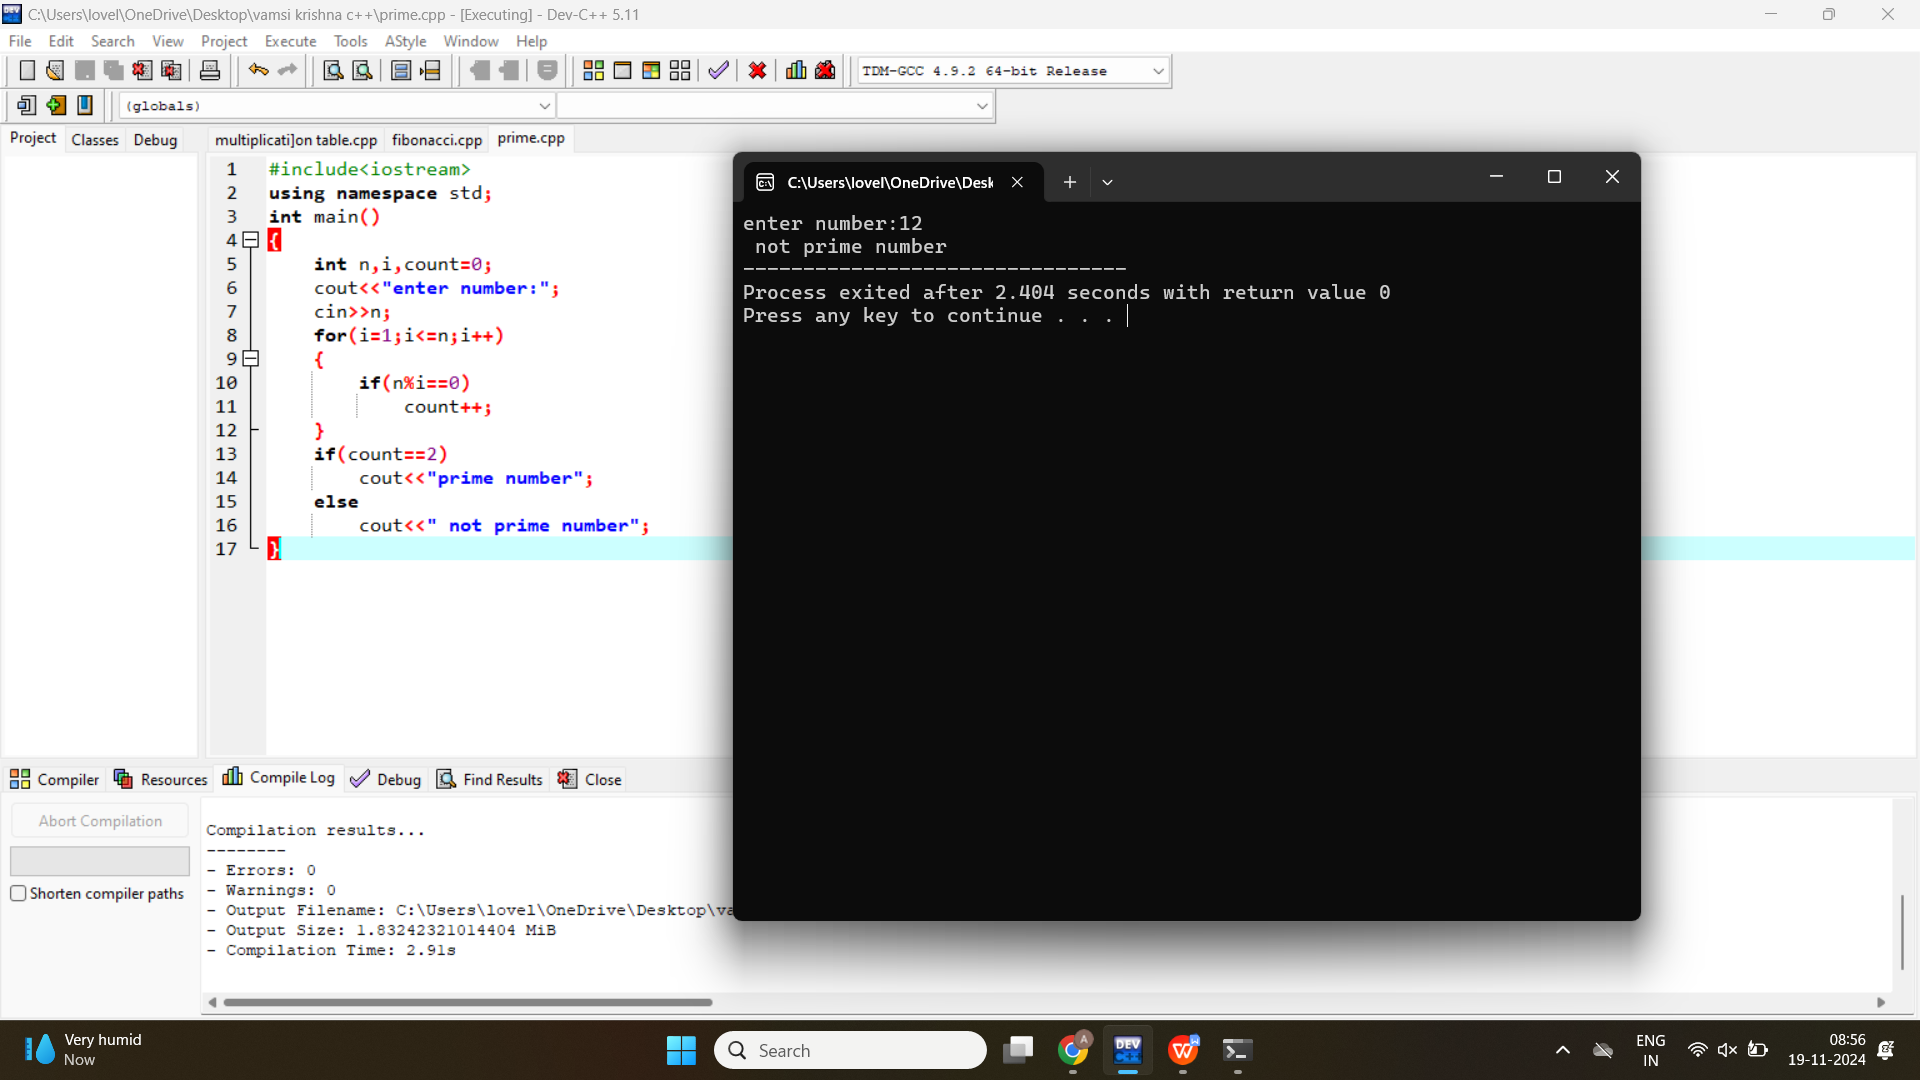 C:\Users\lovel\OneDrive\Desktop\vamsi krishna c++\prime.cpp - [Executing] - Dev-C++ 5.11
File Edit Search View Project Execute Tools AStyle Window Help
TDM-GCC 4.9.2 64-bit Release
(globals)
Project Classes Debug
multiplicati]on table.cpp fibonacci.cpp prime.cpp
1 #include<iostream>
2 using namespace std;
3 int main()
4 {
5 int n,i,count=0;
6 cout<<"enter number:";
7 cin>>n;
8 for(i=1;i<=n;i++)
9 {
10 if(n%i==0)
11 count++;
12 }
13 if(count==2)
14 cout<<"prime number";
15 else
16 cout<<" not prime number";
17 }
C:\Users\lovel\OneDrive\Desk
enter number:12
not prime number
--------------------------------
Process exited after 2.404 seconds with return value 0
Press any key to continue . . .
Compiler Resources Compile Log Debug Find Results Close
Abort Compilation
Shorten compiler paths
Compilation results...
--------
- Errors: 0
- Warnings: 0
- Output Filename: C:\Users\lovel\OneDrive\Desktop\va
- Output Size: 1.83242321014404 MiB
- Compilation Time: 2.91s
Very humid
Now
Search
A
DEV
C++
W
ENG
IN
08:56
19-11-2024